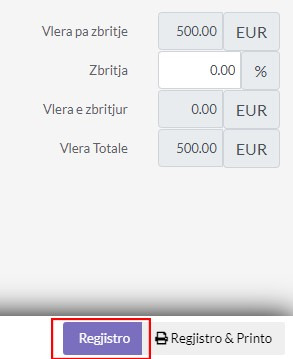 Vlera pa zbritje 500.00 EUR
Zbritja 0.00 %
Vlera e zbritjur 0.00 EUR
Vlera Totale 500.00 EUR
Regjistro Regjistro & Printo